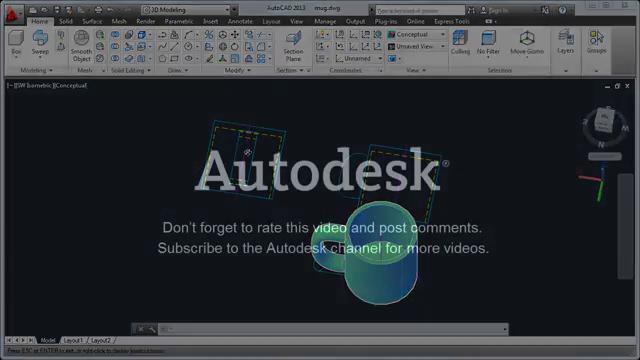 AutoCAD 2013 mug.dwg
3D Modeling
Type a keyword or phrase
Sign In
Home Solid Surface Mesh Render Parametric Insert Annotate View Manage Output Plug-ins Online Express Tools
Box
Sweep
Smooth Object
Section Plane
Conceptual
Unsaved View
Unnamed
Culling
No Filter
Move Gizmo
Layers
Groups
Modeling
Mesh
Solid Editing
Draw
Modify
Section
Coordinates
View
Selection
[-][SW Isometric][Conceptual]
Autodesk
Don't forget to rate this video and post comments.
Subscribe to the Autodesk channel for more videos.
Model Layout1 Layout2
Press ESC or ENTER to exit, or right-click to display shortcut-menu.